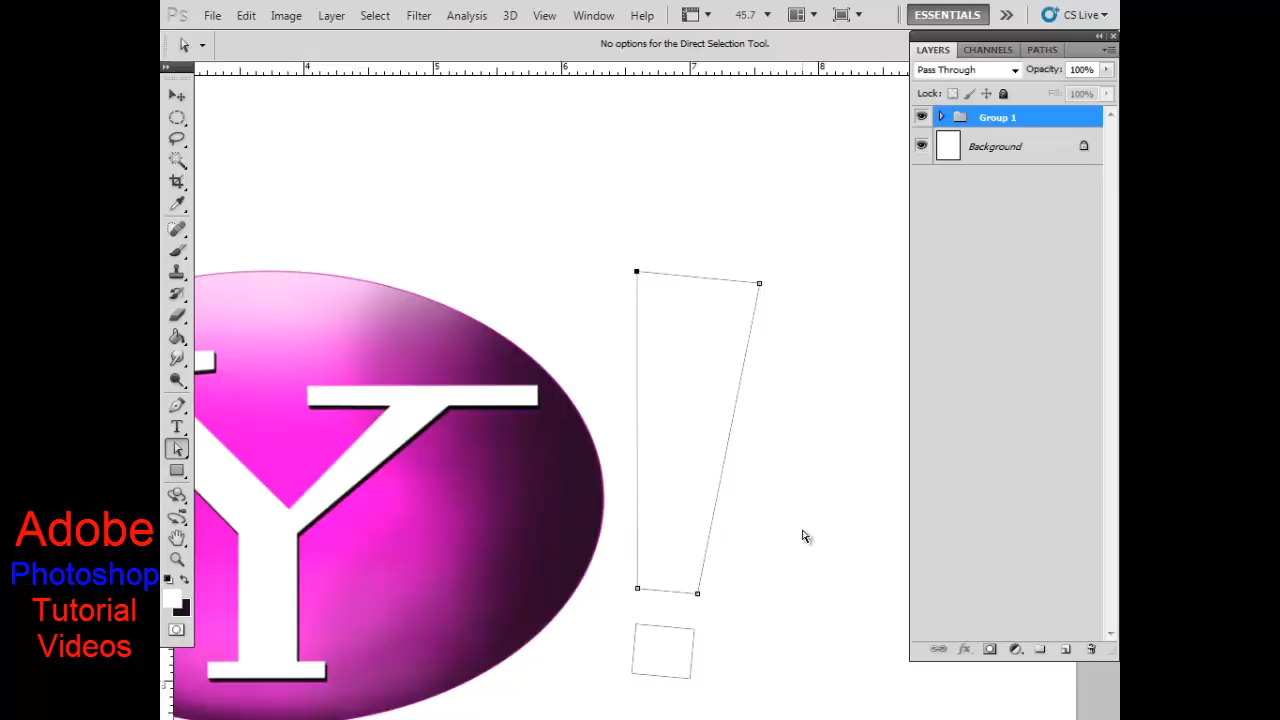 Ps File Edit Image Layer Select Filter Analysis 3D View Window Help 45.7 ESSENTIALS CS Live
No options for the Direct Selection Tool.
4 5 6 7 8
LAYERS CHANNELS PATHS
Pass Through Opacity: 100%
Lock: Fill: 100%
Group 1
Background
Y
T
Adobe
Photoshop
Tutorial
Videos